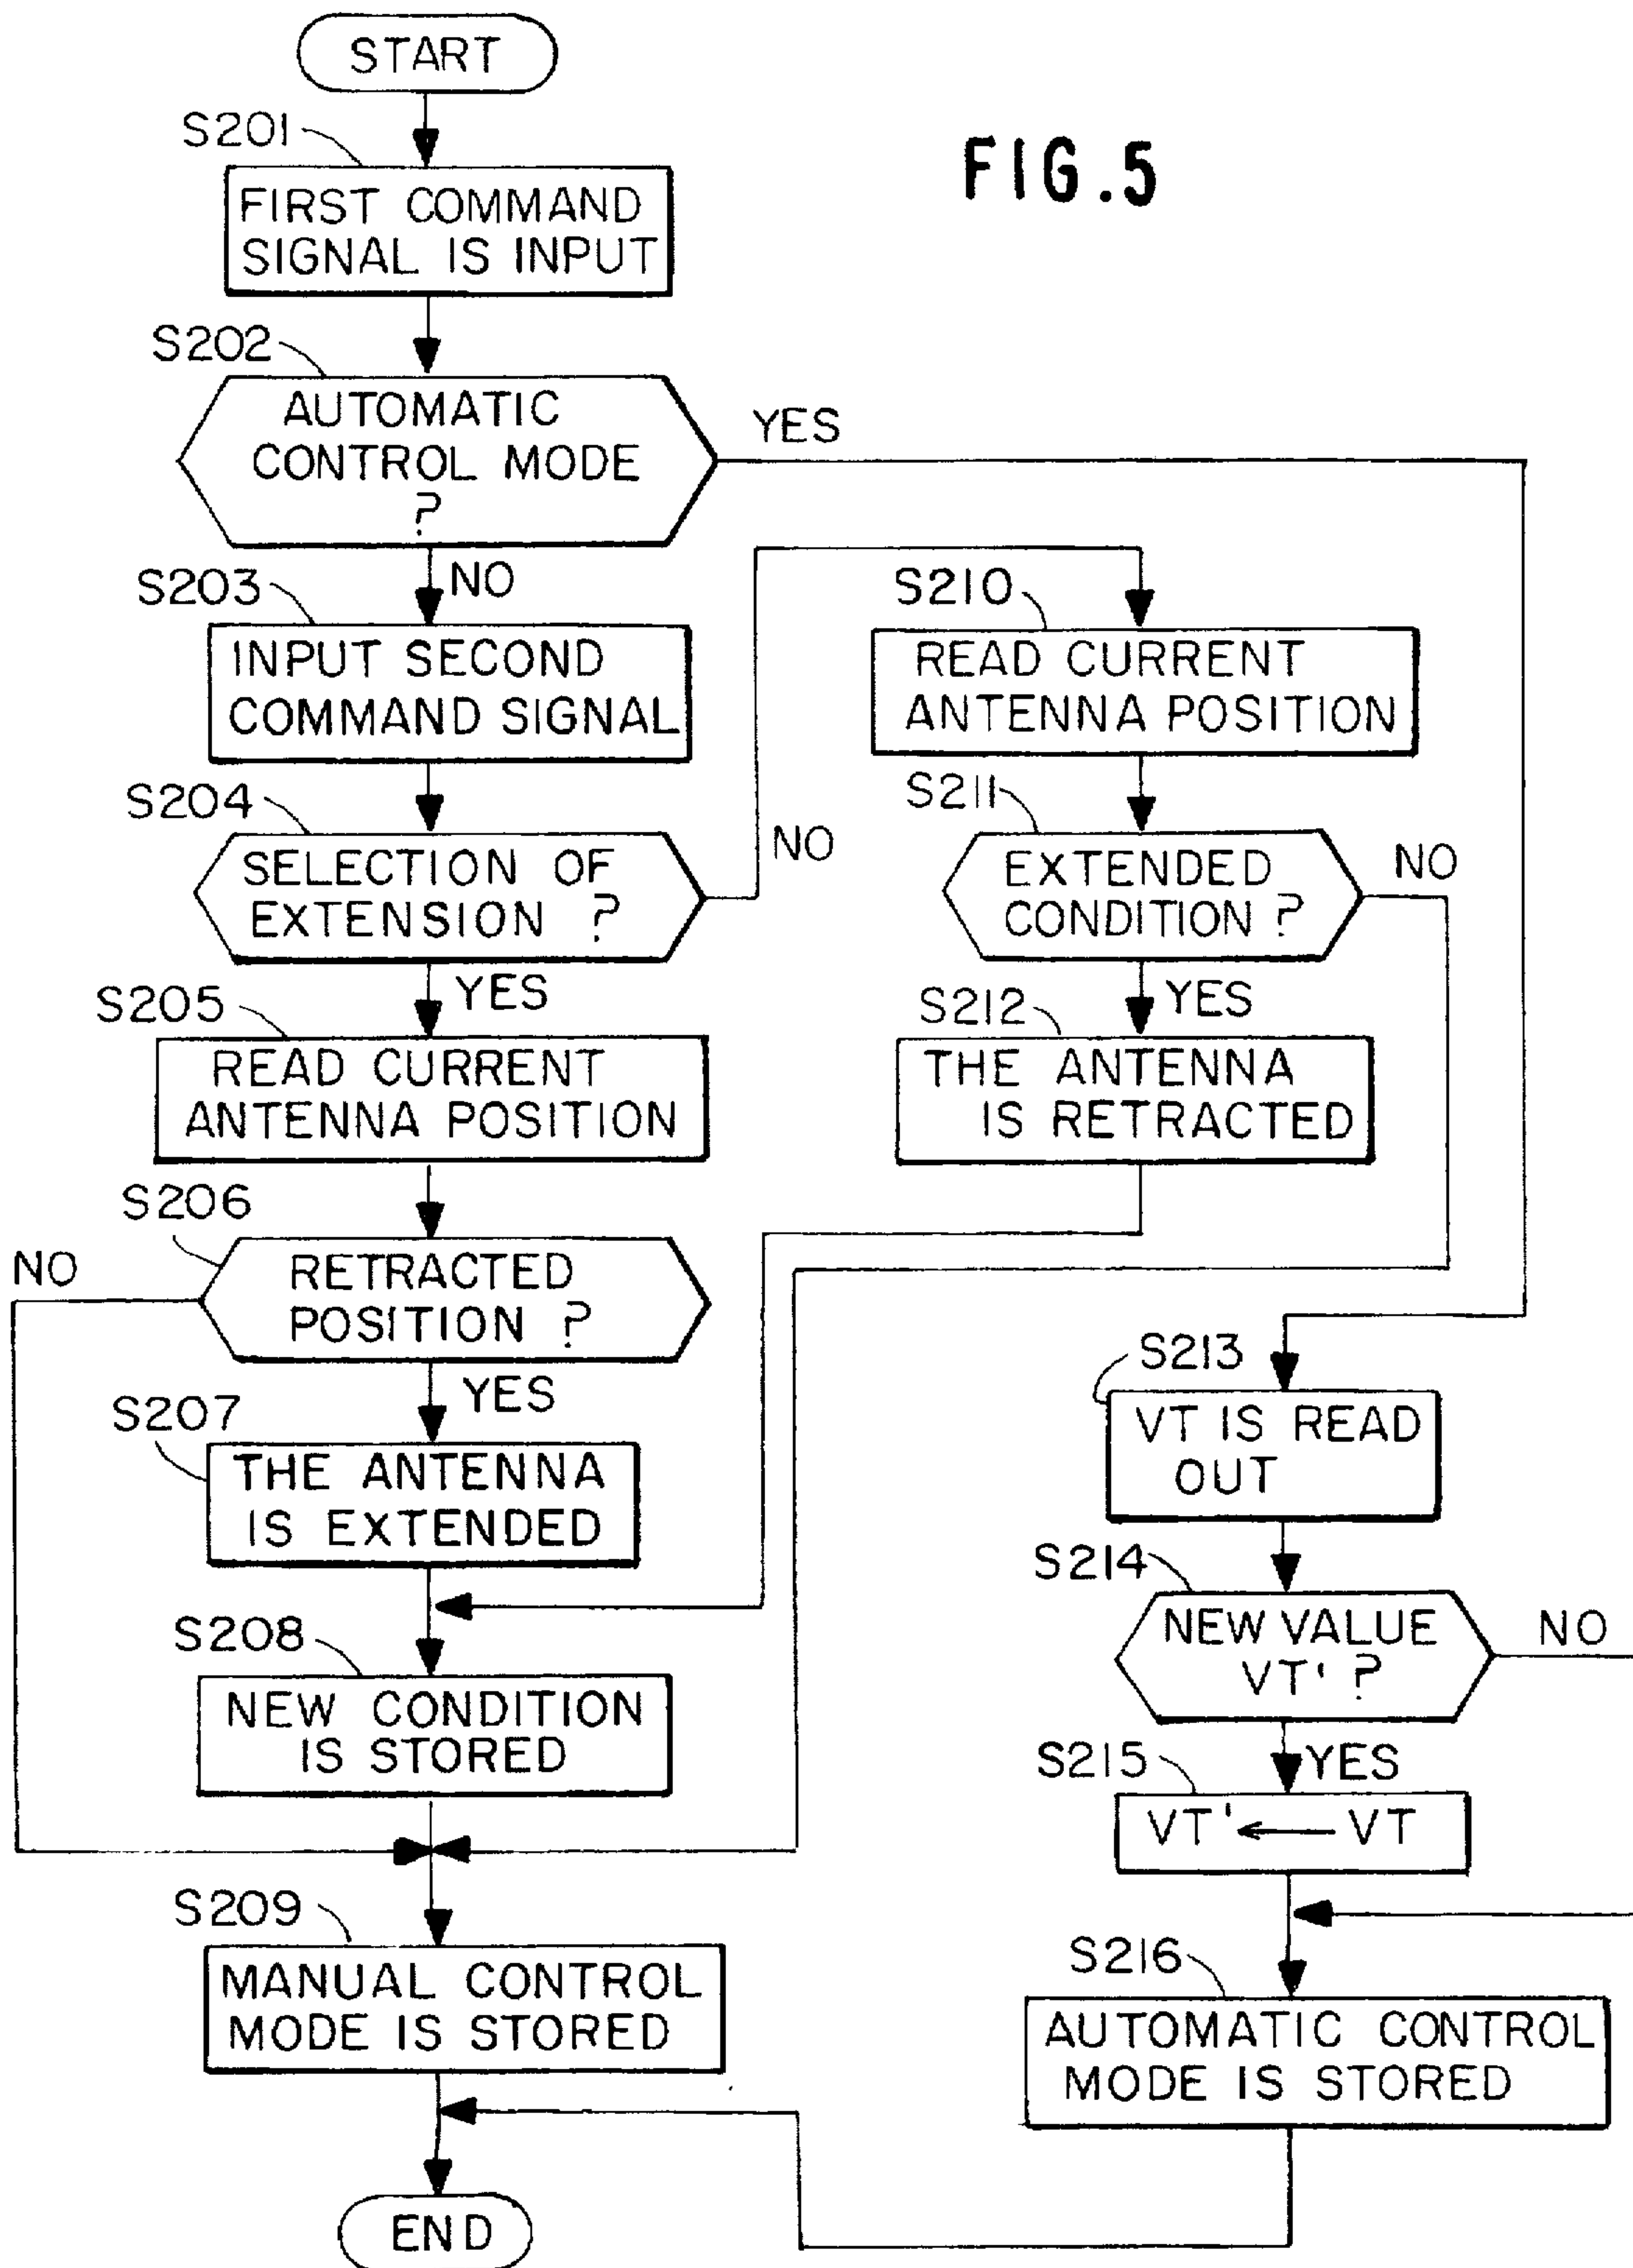 START
FIG.5
S201
FIRST COMMAND
SIGNAL IS INPUT
S202
AUTOMATIC
CONTROL MODE
?
YES
NO
S203
INPUT SECOND
COMMAND SIGNAL
S204
SELECTION OF
EXTENSION ?
NO
YES
S205
READ CURRENT
ANTENNA POSITION
S206
RETRACTED
POSITION ?
NO
YES
S207
THE ANTENNA
IS EXTENDED
S208
NEW CONDITION
IS STORED
S209
MANUAL CONTROL
MODE IS STORED
END
S210
READ CURRENT
ANTENNA POSITION
S211
EXTENDED
CONDITION ?
NO
YES
S212
THE ANTENNA
IS RETRACTED
S213
VT IS READ
OUT
S214
NEW VALUE
VT' ?
NO
YES
S215
VT' ← VT
S216
AUTOMATIC CONTROL
MODE IS STORED